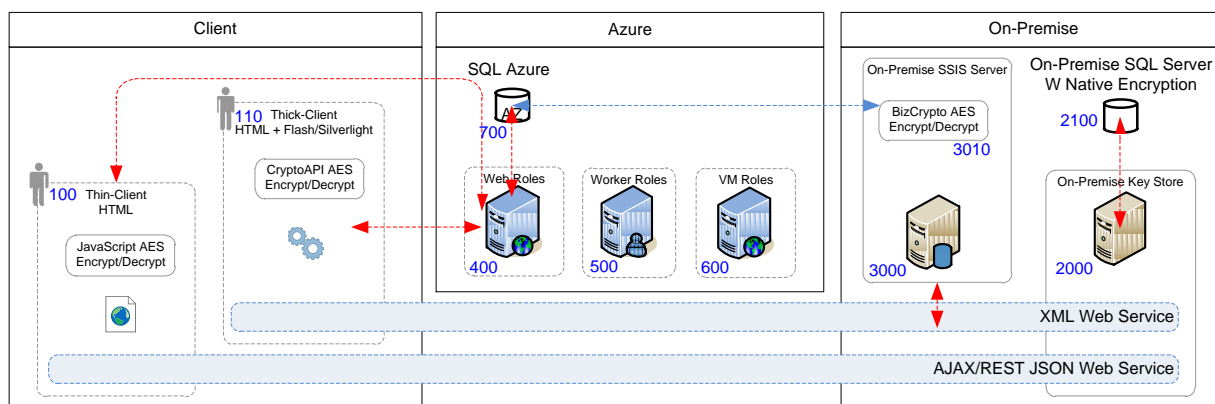 Client
Azure
On-Premise
110
Thick-Client
HTML + Flash/Silverlight
CryptoAPI AES
Encrypt/Decrypt
100
Thin-Client
HTML
JavaScript AES
Encrypt/Decrypt
SQL Azure
AZ
700
Web Roles
400
Worker Roles
500
VM Roles
600
On-Premise SSIS Server
BizCrypto AES
Encrypt/Decrypt
3010
3000
On-Premise SQL Server
W Native Encryption
2100
On-Premise Key Store
2000
XML Web Service
AJAX/REST JSON Web Service